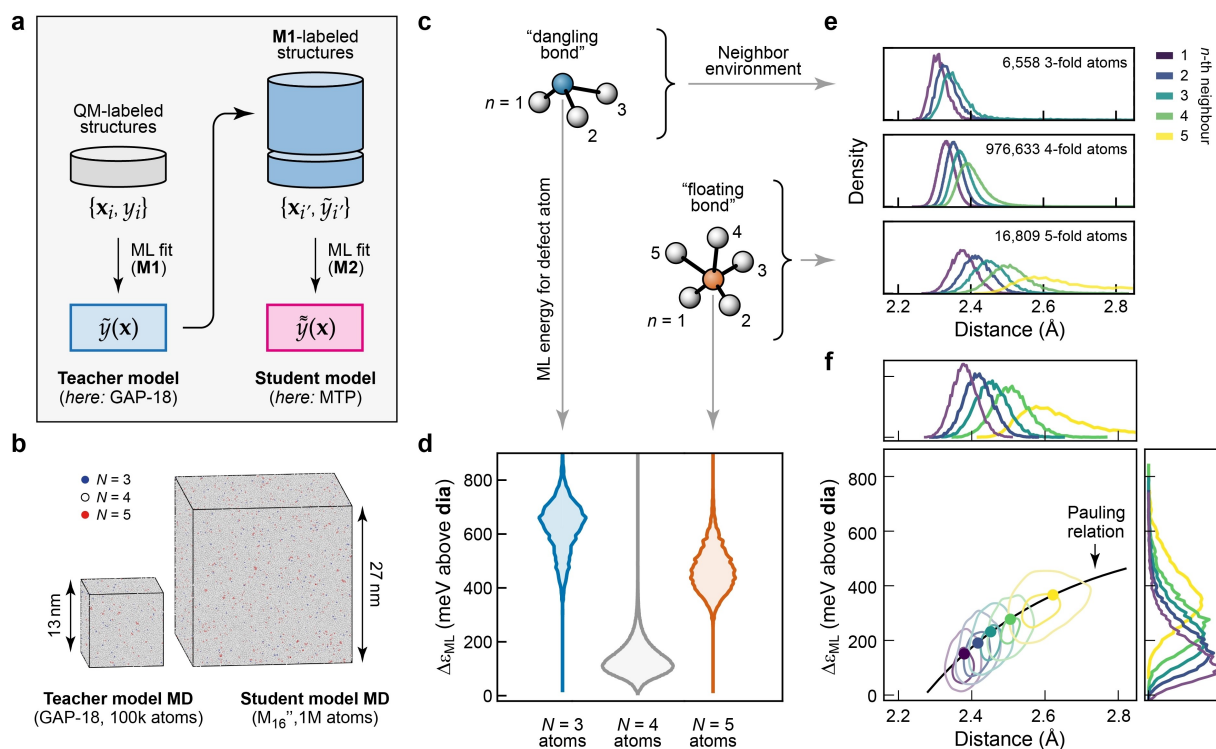 a
M1-labeled
structures
QM-labeled
structures
{xᵢ, yᵢ}
{xᵢ′, ỹᵢ′}
ML fit
(M1)
ML fit
(M2)
ỹ(x)
ỹ̃(x)
Teacher model
(here: GAP-18)
Student model
(here: MTP)
b
N = 3
N = 4
N = 5
13 nm
27 nm
Teacher model MD
(GAP-18, 100k atoms)
Student model MD
(M₁₆″,1M atoms)
c
“dangling
bond”
n = 1
2
3
Neighbor
environment
“floating
bond”
4
5
3
n = 1
2
ML energy for defect atom
d
Δε_ML (meV above dia)
800
600
400
200
0
N = 3
atoms
N = 4
atoms
N = 5
atoms
e
6,558 3-fold atoms
976,633 4-fold atoms
16,809 5-fold atoms
Density
2.2
2.4
2.6
2.8
Distance (Å)
1
2
3
4
5
n-th neighbour
f
Δε_ML (meV above dia)
800
600
400
200
0
Pauling
relation
2.2
2.4
2.6
2.8
Distance (Å)